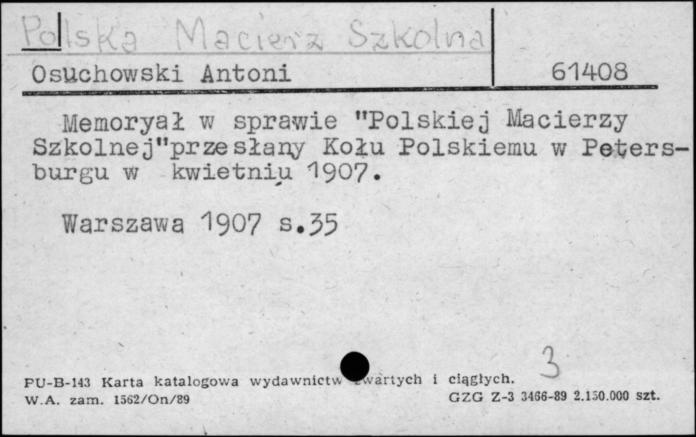 Polska Macierz Szkolna
Osuchowski Antoni 61408
Memoryał w sprawie "Polskiej Macierzy
Szkolnej"przesłany Kołu Polskiemu w Peters-
burgu w kwietniu 1907.
Warszawa 1907 s.35
3
PU-B-143 Karta katalogowa wydawnictw zwartych i ciągłych.
W.A. zam. 1562/On/89 GZG Z-3 3466-89 2.150.000 szt.